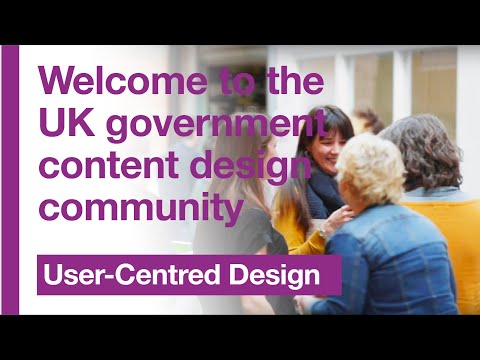 Welcome to the
UK government
content design
community
User-Centred Design